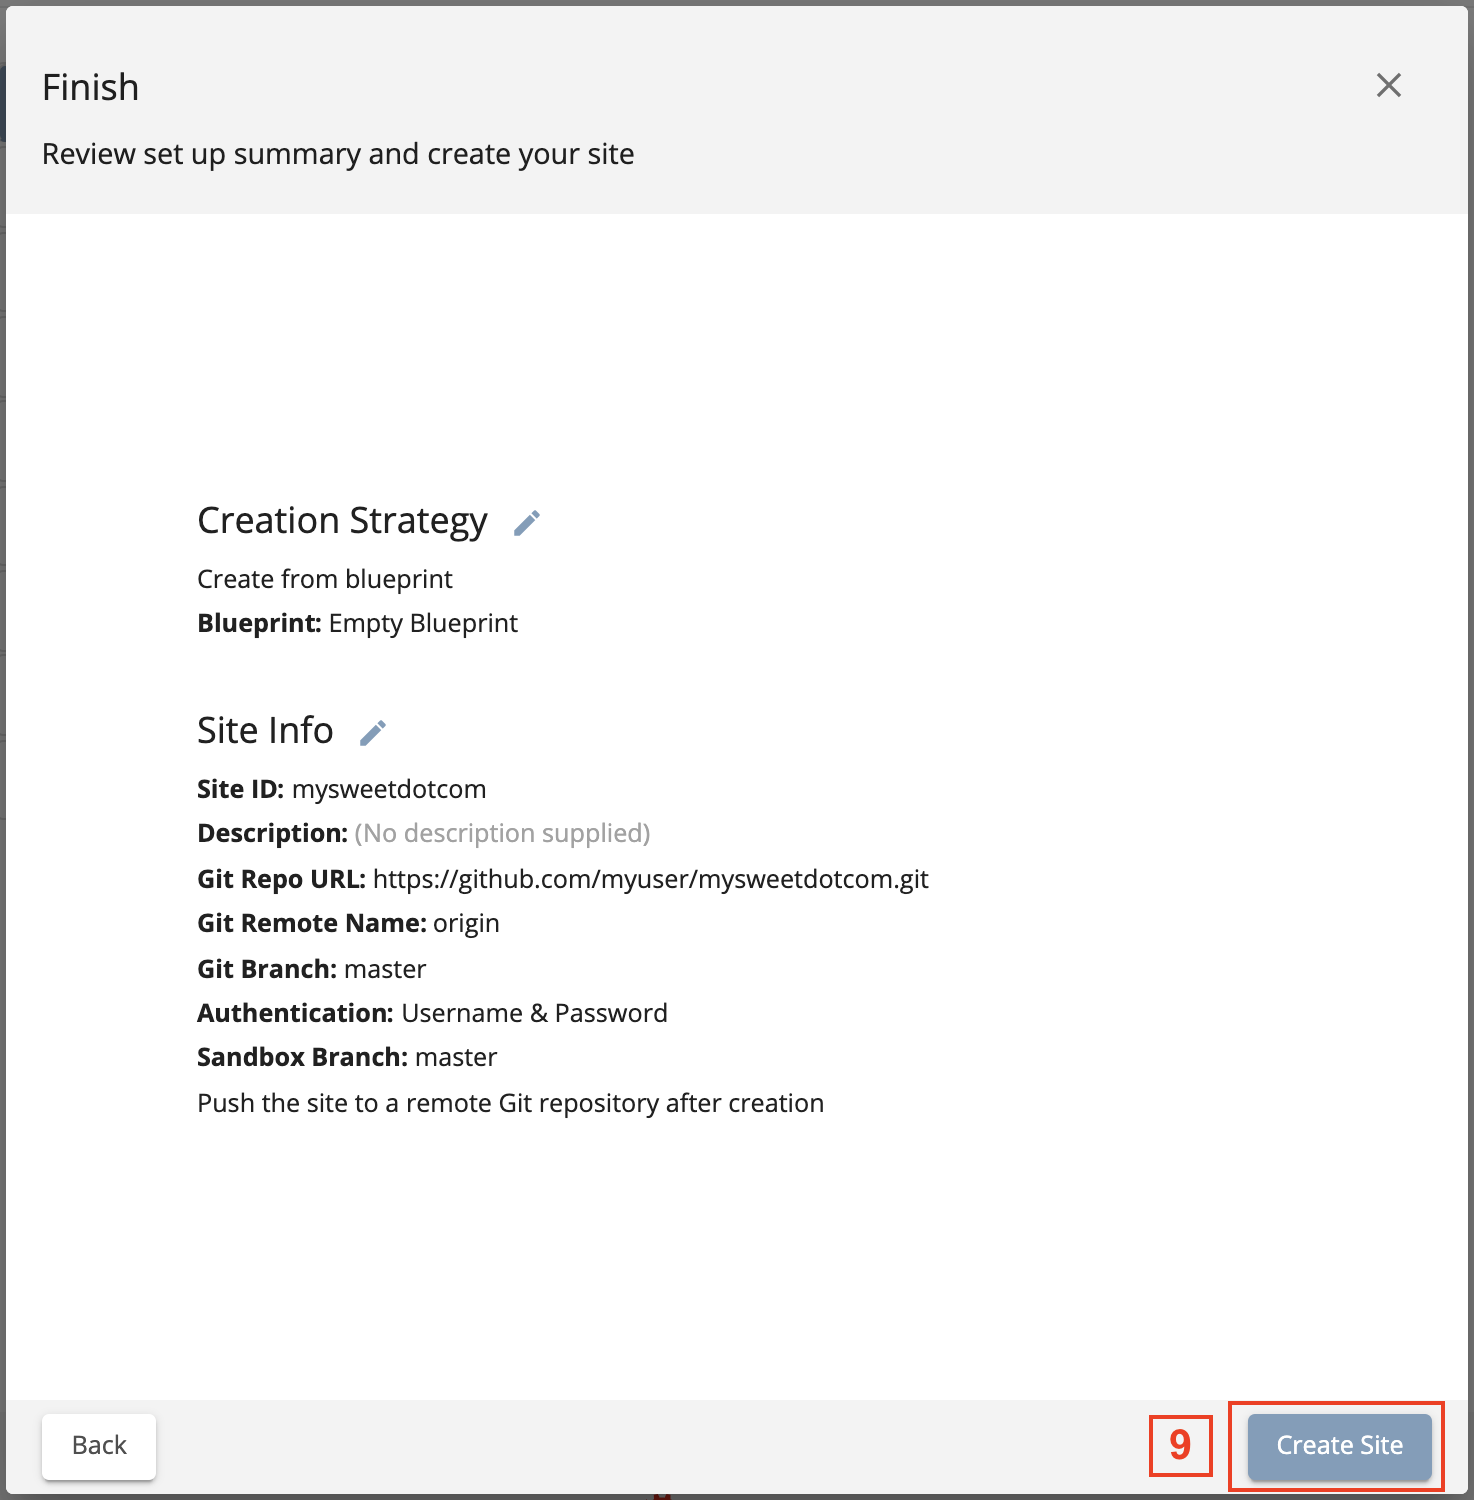 Finish
Review set up summary and create your site
Creation Strategy
Create from blueprint
Blueprint: Empty Blueprint
Site Info
Site ID: mysweetdotcom
Description: (No description supplied)
Git Repo URL: https://github.com/myuser/mysweetdotcom.git
Git Remote Name: origin
Git Branch: master
Authentication: Username & Password
Sandbox Branch: master
Push the site to a remote Git repository after creation
Back
9
Create Site